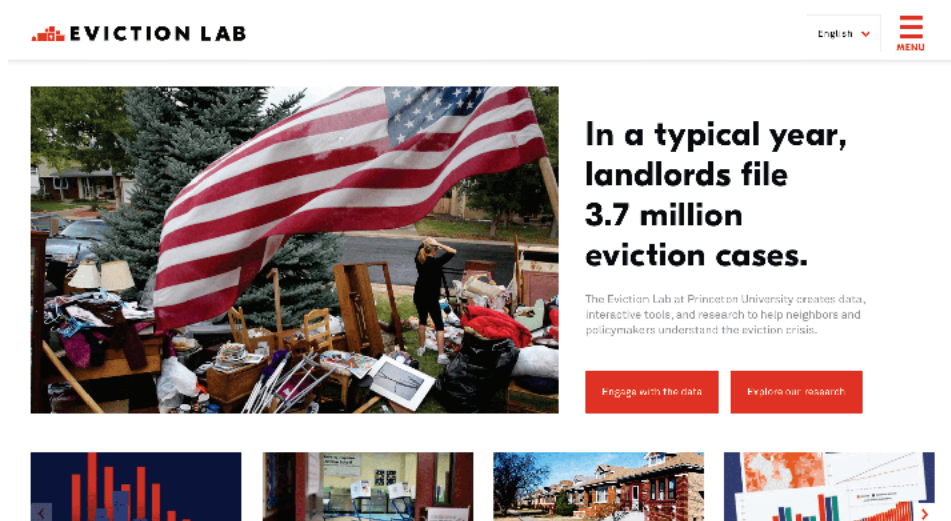 EVICTION LAB
English
MENU
In a typical year,
landlords file
3.7 million
eviction cases.
The Eviction Lab at Princeton University creates data,
interactive tools, and research to help neighbors and
policymakers understand the eviction crisis.
Engage with the data
Explore our research